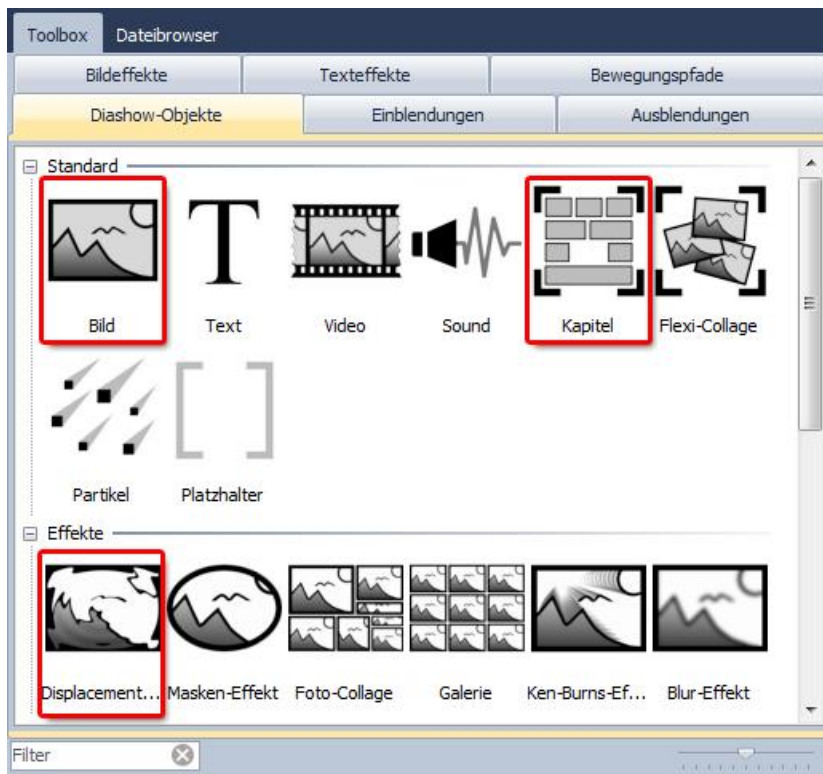 Toolbox Dateibrowser
Bildeffekte Texteffekte Bewegungspfade
Diashow-Objekte Einblendungen Ausblendungen
Standard
Bild Text Video Sound Kapitel Flexi-Collage
Partikel Platzhalter
Effekte
Displacement... Masken-Effekt Foto-Collage Galerie Ken-Burns-Ef... Blur-Effekt
Filter